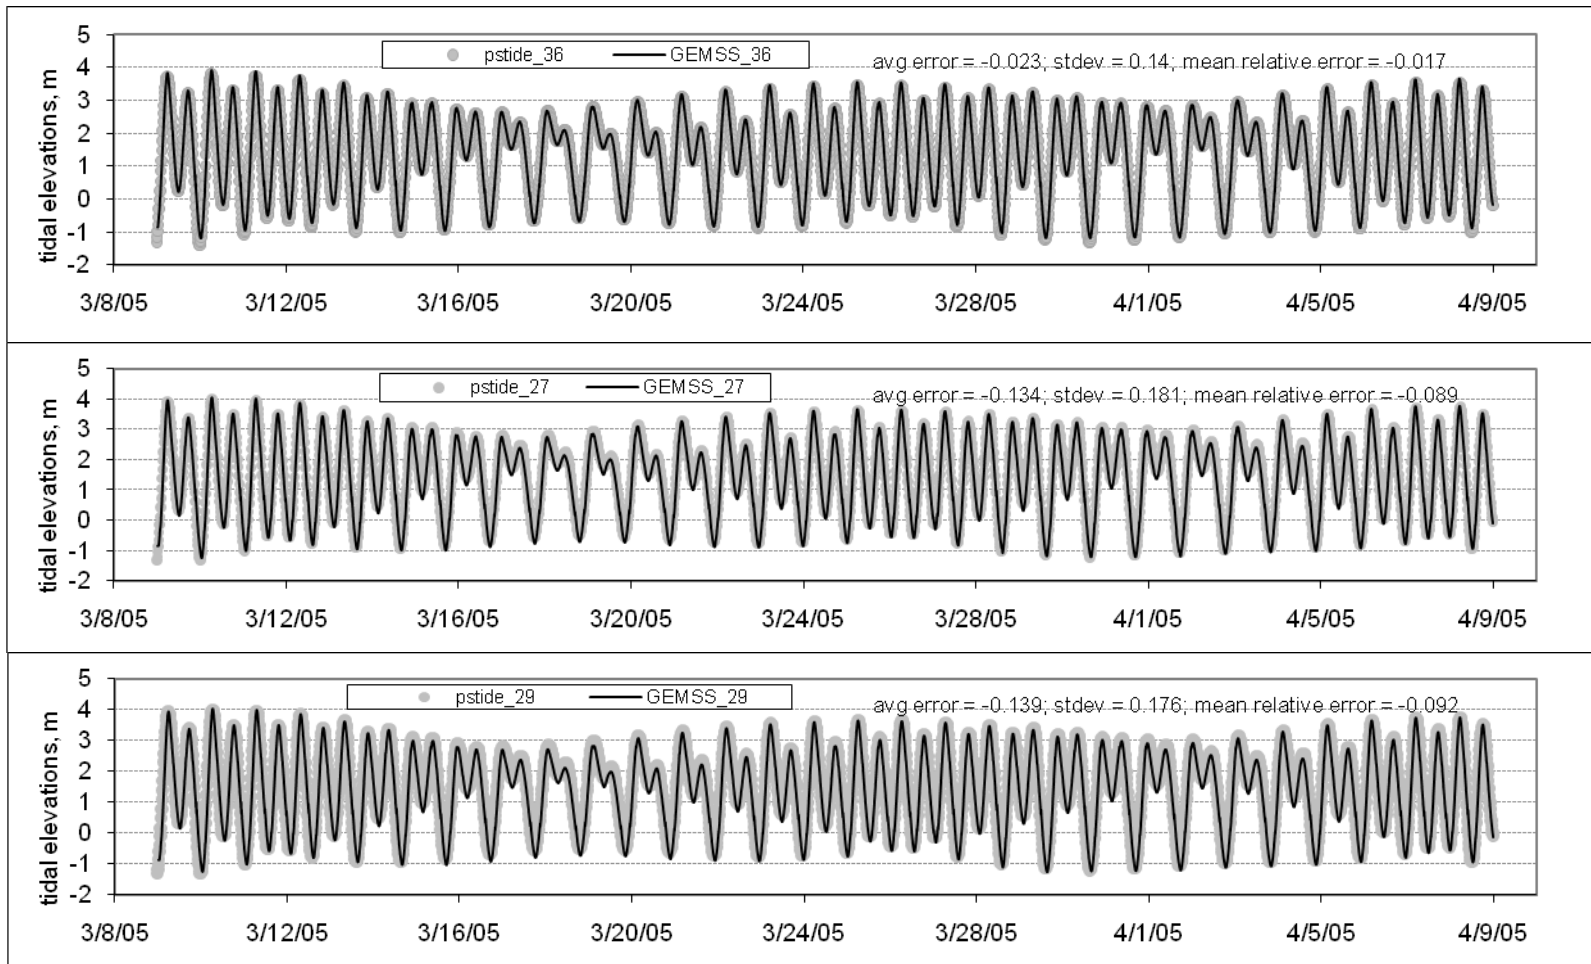 pstide_36 GEMSS_36
avg error = -0.023; stdev = 0.14; mean relative error = -0.017
tidal elevations, m
5
4
3
2
1
0
-1
-2
3/8/05 3/12/05 3/16/05 3/20/05 3/24/05 3/28/05 4/1/05 4/5/05 4/9/05
pstide_27 GEMSS_27
avg error = -0.134; stdev = 0.181; mean relative error = -0.089
tidal elevations, m
5
4
3
2
1
0
-1
-2
3/8/05 3/12/05 3/16/05 3/20/05 3/24/05 3/28/05 4/1/05 4/5/05 4/9/05
pstide_29 GEMSS_29
avg error = -0.139; stdev = 0.176; mean relative error = -0.092
tidal elevations, m
5
4
3
2
1
0
-1
-2
3/8/05 3/12/05 3/16/05 3/20/05 3/24/05 3/28/05 4/1/05 4/5/05 4/9/05